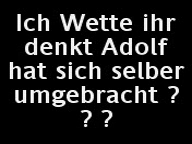 Ich Wette ihr
denkt Adolf
hat sich selber
umgebracht ?
? ?